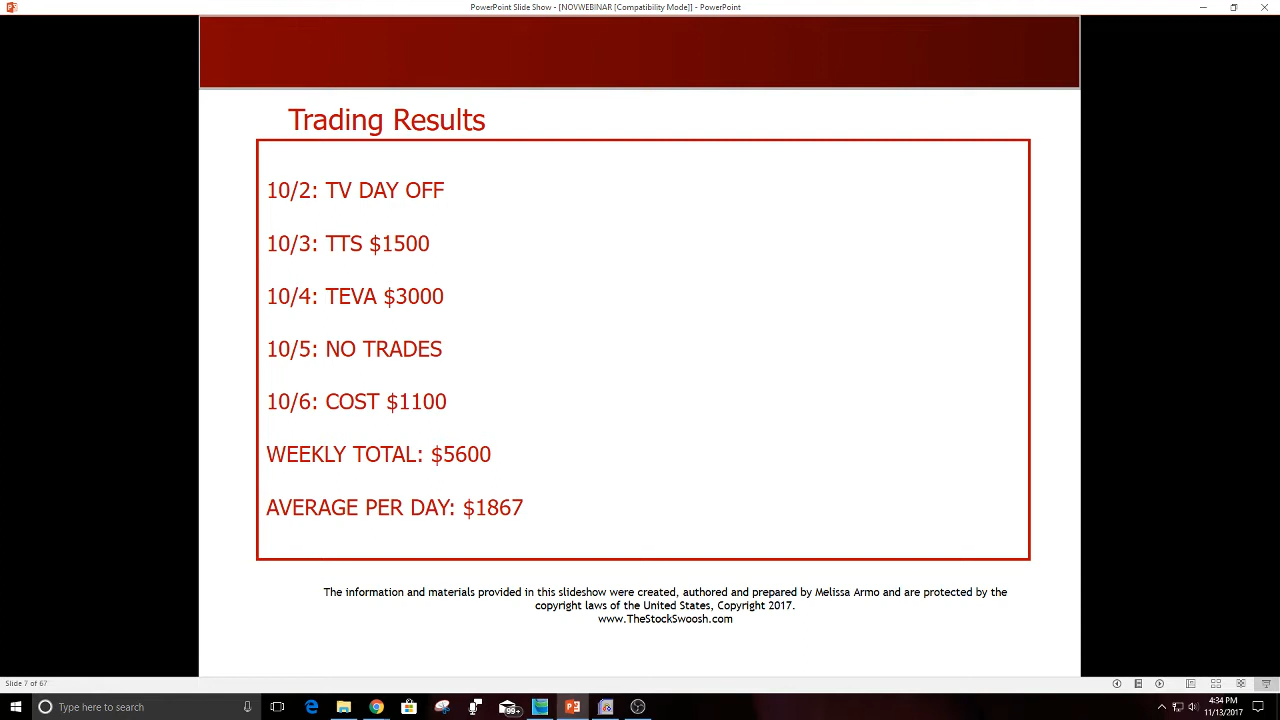 PowerPoint Slide Show - [NOVWEBINAR [Compatibility Mode]] - PowerPoint
Trading Results
10/2: TV DAY OFF
10/3: TTS $1500
10/4: TEVA $3000
10/5: NO TRADES
10/6: COST $1100
WEEKLY TOTAL: $5600
AVERAGE PER DAY: $1867
The information and materials provided in this slideshow were created, authored and prepared by Melissa Armo and are protected by the
copyright laws of the United States, Copyright 2017.
www.TheStockSwoosh.com
Slide 7 of 67
Type here to search
99+
4:34 PM
11/13/2017